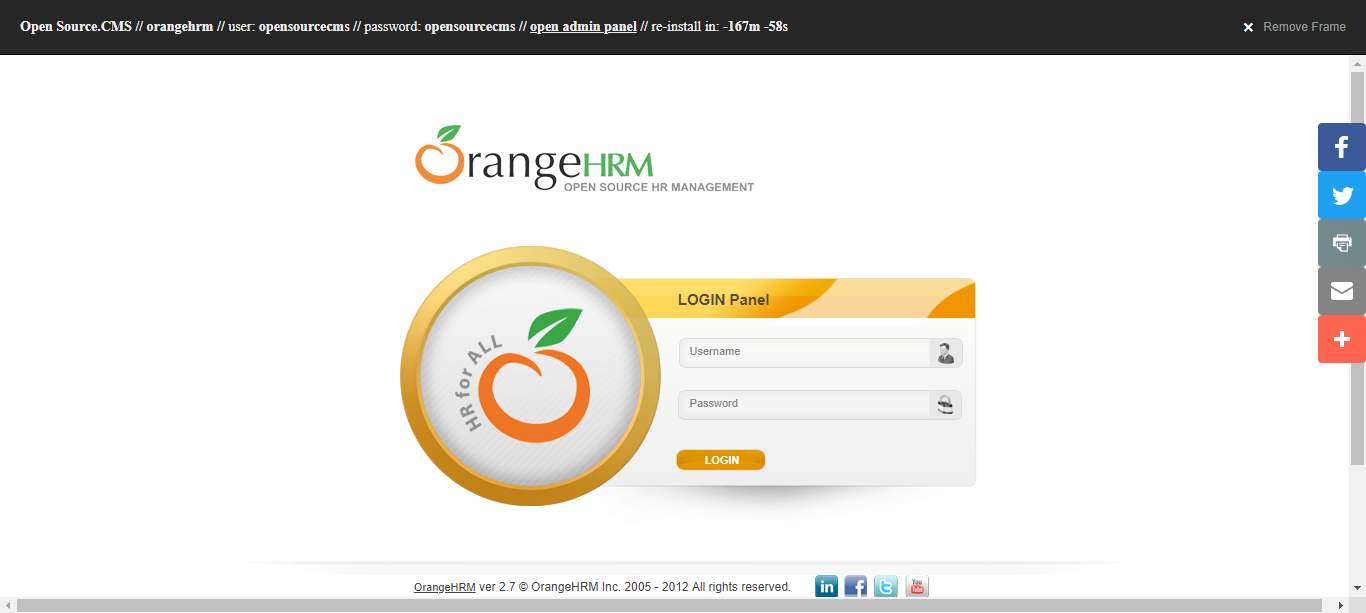 Open Source.CMS // orangehrm // user: opensourcecms // password: opensourcecms // open admin panel // re-install in: -167m -58s
Remove Frame
OrangeHRM
OPEN SOURCE HR MANAGEMENT
HR for ALL
LOGIN Panel
Username
Password
LOGIN
OrangeHRM ver 2.7 © OrangeHRM Inc. 2005 - 2012 All rights reserved.
in
f
t
You
Tube